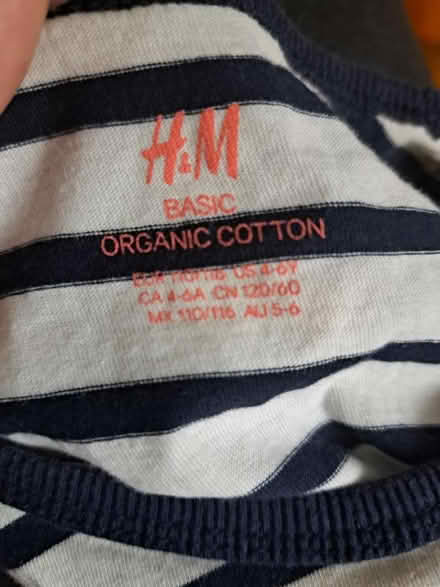 H&M
BASIC
ORGANIC COTTON
EUR 110/116 US 4-6Y
CA 4-6A CN 120/60
MX 110/116 AU 5-6